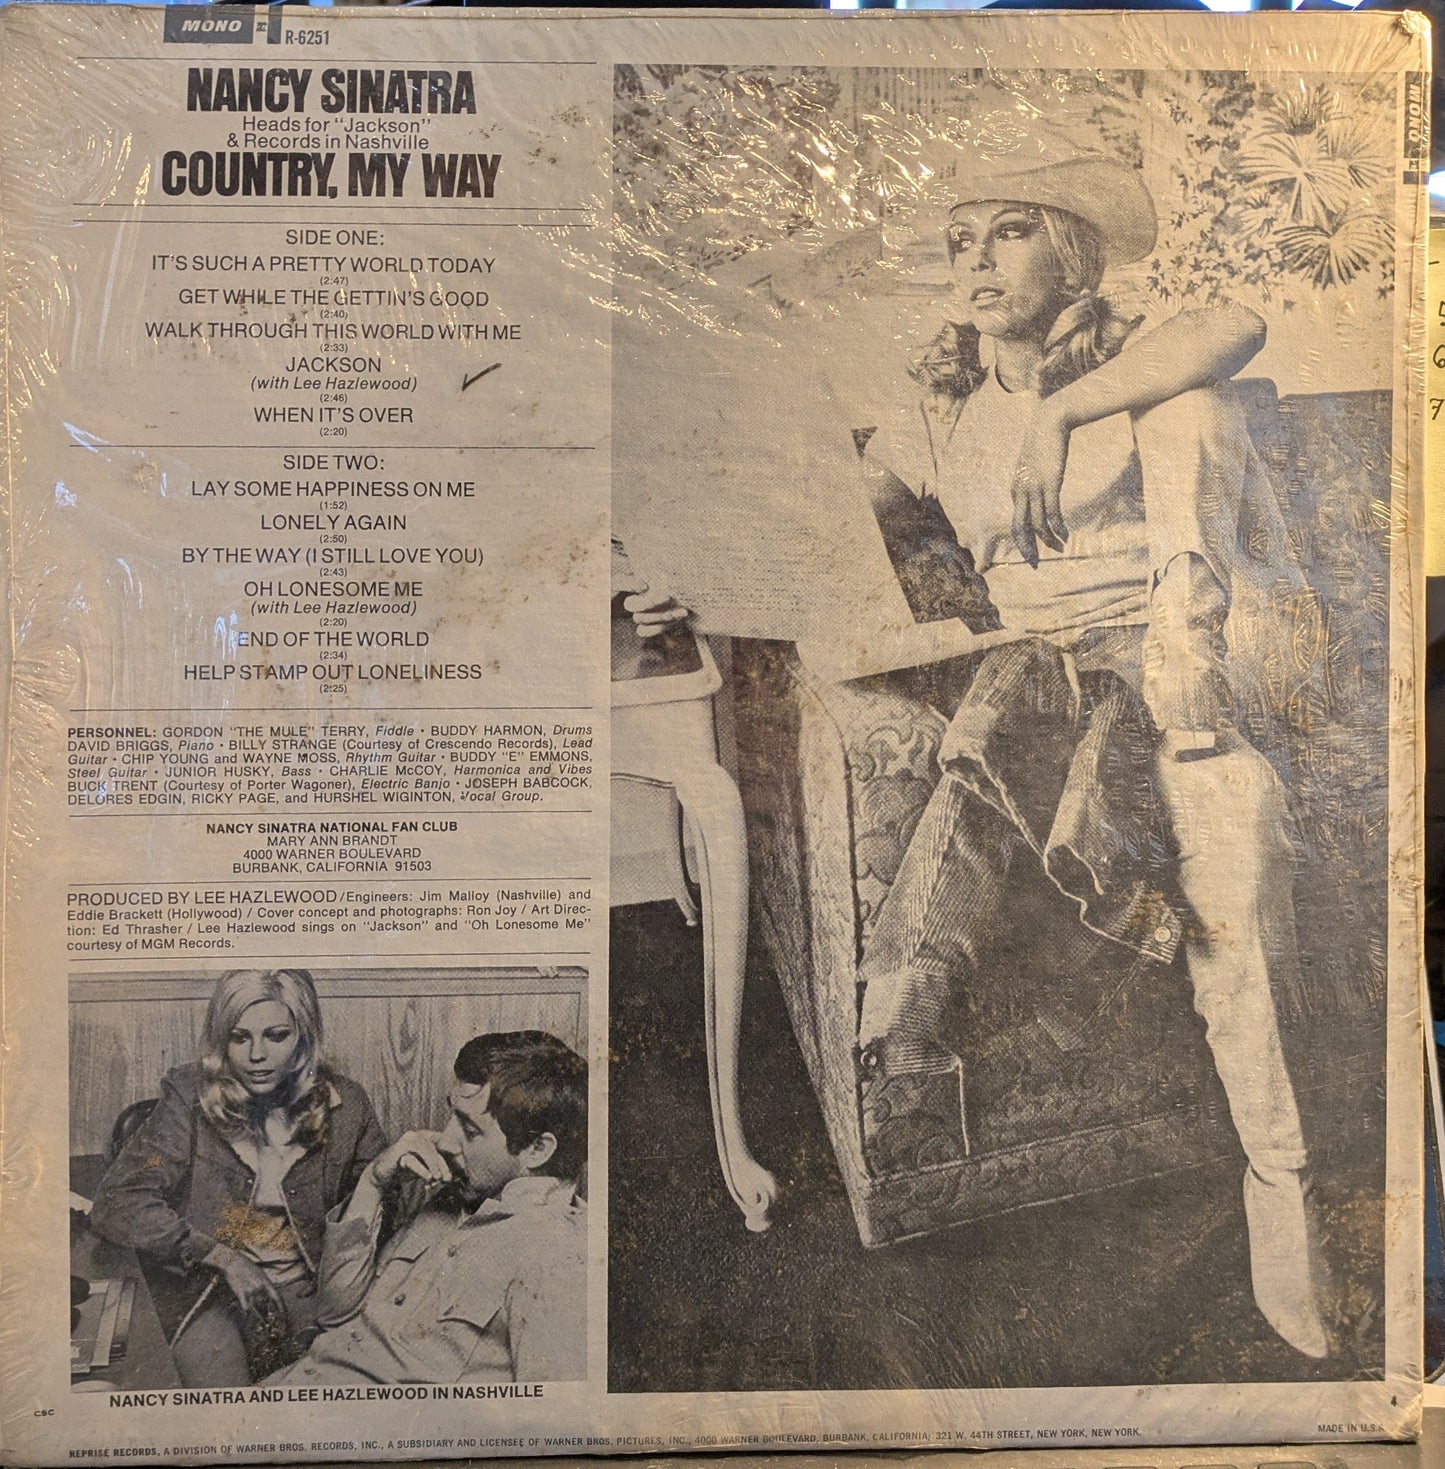 MONO
R-6251
NANCY SINATRA
Heads for "Jackson"
& Records in Nashville
COUNTRY, MY WAY
SIDE ONE:
IT'S SUCH A PRETTY WORLD TODAY
(2:47)
GET WHILE THE GETTIN'S GOOD
(2:40)
WALK THROUGH THIS WORLD WITH ME
(2:33)
JACKSON
(with Lee Hazlewood)
(2:46)
WHEN IT'S OVER
(2:20)
SIDE TWO:
LAY SOME HAPPINESS ON ME
(1:52)
LONELY AGAIN
(2:50)
BY THE WAY (I STILL LOVE YOU)
(2:43)
OH LONESOME ME
(with Lee Hazlewood)
(2:20)
END OF THE WORLD
(2:34)
HELP STAMP OUT LONELINESS
(2:25)
PERSONNEL: GORDON "THE MULE" TERRY, Fiddle • BUDDY HARMON, Drums
DAVID BRIGGS, Piano • BILLY STRANGE (Courtesy of Crescendo Records), Lead
Guitar • CHIP YOUNG and WAYNE MOSS, Rhythm Guitar • BUDDY "E" EMMONS,
Steel Guitar • JUNIOR HUSKY, Bass • CHARLIE McCOY, Harmonica and Vibes
BUCK TRENT (Courtesy of Porter Wagoner), Electric Banjo • JOSEPH BABCOCK,
DELORES EDGIN, RICKY PAGE, and HURSHEL WIGINTON, Vocal Group.
NANCY SINATRA NATIONAL FAN CLUB
MARY ANN BRANDT
4000 WARNER BOULEVARD
BURBANK, CALIFORNIA 91503
PRODUCED BY LEE HAZLEWOOD/Engineers: Jim Malloy (Nashville) and
Eddie Brackett (Hollywood) / Cover concept and photographs: Ron Joy / Art Direc-
tion: Ed Thrasher / Lee Hazlewood sings on "Jackson" and "Oh Lonesome Me"
courtesy of MGM Records.
NANCY SINATRA AND LEE HAZLEWOOD IN NASHVILLE
CSC
4
MADE IN U.S.A.
REPRISE RECORDS, A DIVISION OF WARNER BROS. RECORDS, INC., A SUBSIDIARY AND LICENSEE OF WARNER BROS. PICTURES, INC., 4000 WARNER BOULEVARD, BURBANK, CALIFORNIA; 321 W. 44TH STREET, NEW YORK, NEW YORK.
MONO
5
6
7